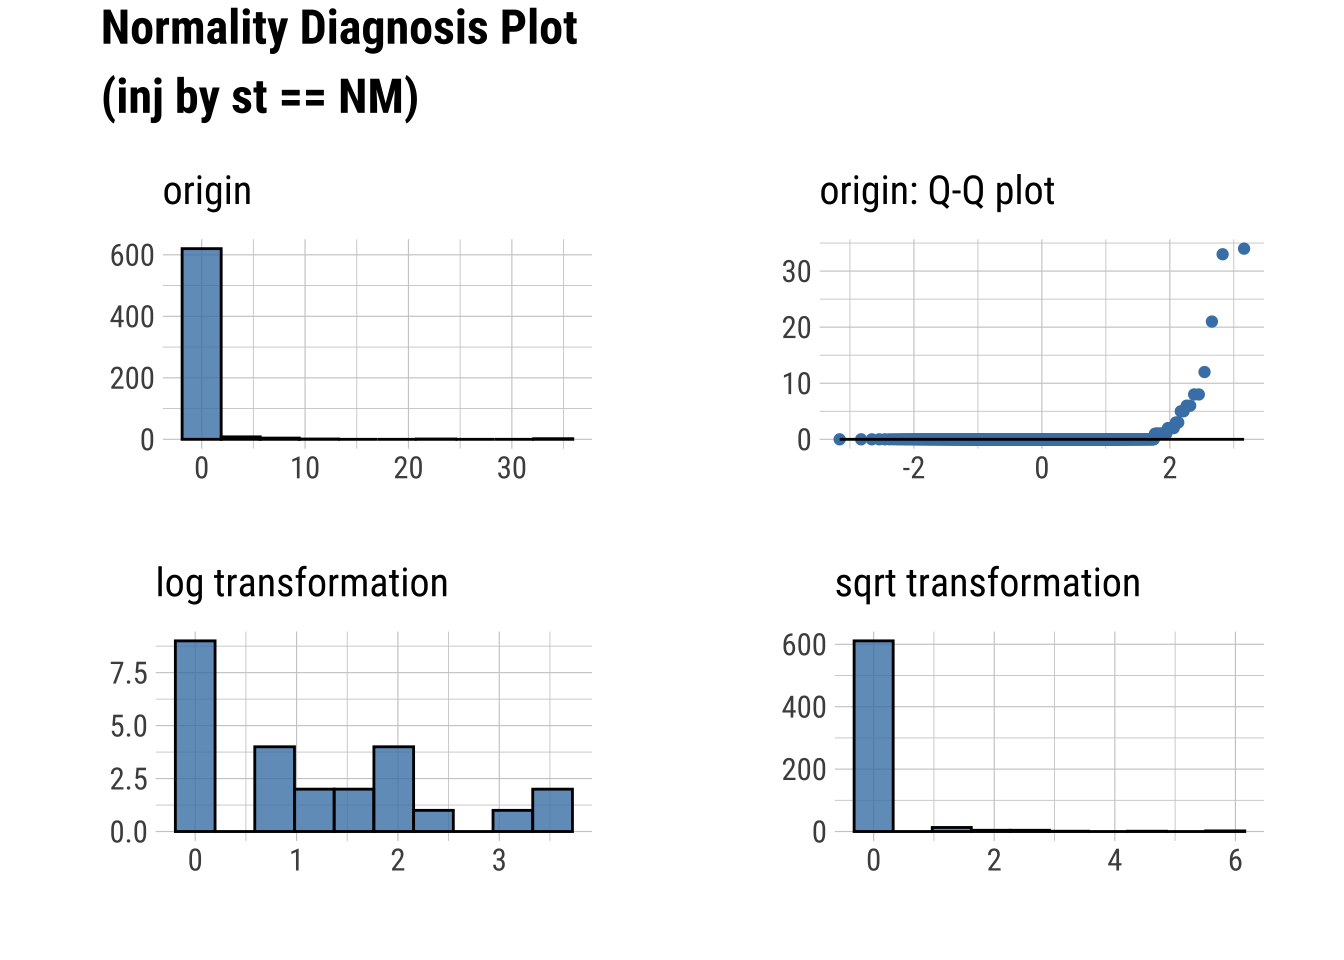 Normality Diagnosis Plot
(inj by st == NM)
origin
600
400
200
0
0 10 20 30
origin: Q-Q plot
30
20
10
0
-2 0 2
log transformation
7.5
5.0
2.5
0.0
0 1 2 3
sqrt transformation
600
400
200
0
0 2 4 6